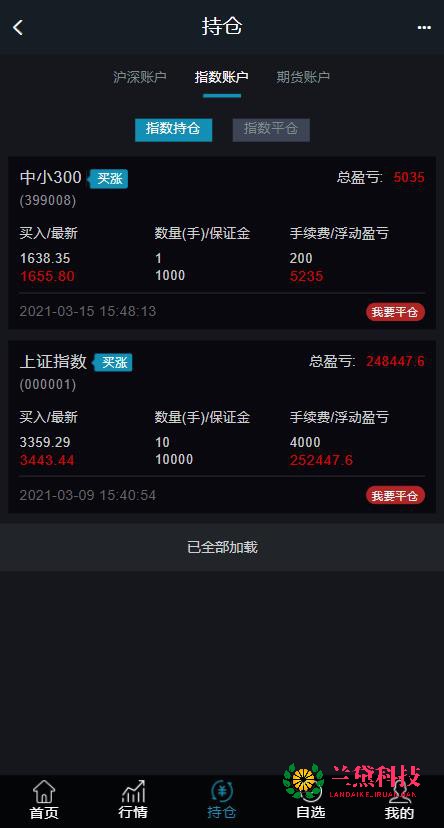 持仓
沪深账户 指数账户 期货账户
指数持仓 指数平仓
中小300 买涨 总盈亏: 5035
(399008)
买入/最新 数量(手)/保证金 手续费/浮动盈亏
1638.35 1 200
1655.80 1000 5235
2021-03-15 15:48:13 我要平仓
上证指数 买涨 总盈亏: 248447.6
(000001)
买入/最新 数量(手)/保证金 手续费/浮动盈亏
3359.29 10 4000
3443.44 10000 252447.6
2021-03-09 15:40:54 我要平仓
已全部加载
兰黛科技
首页 行情 持仓 自选 我的